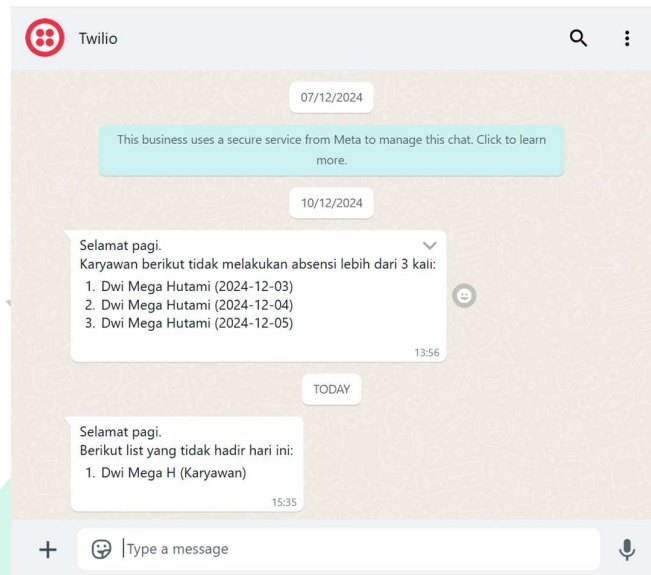 Twilio
07/12/2024
This business uses a secure service from Meta to manage this chat. Click to learn
more.
10/12/2024
Selamat pagi.
Karyawan berikut tidak melakukan absensi lebih dari 3 kali:
1. Dwi Mega Hutami (2024-12-03)
2. Dwi Mega Hutami (2024-12-04)
3. Dwi Mega Hutami (2024-12-05)
13:56
TODAY
Selamat pagi.
Berikut list yang tidak hadir hari ini:
1. Dwi Mega H (Karyawan)
15:35
Type a message